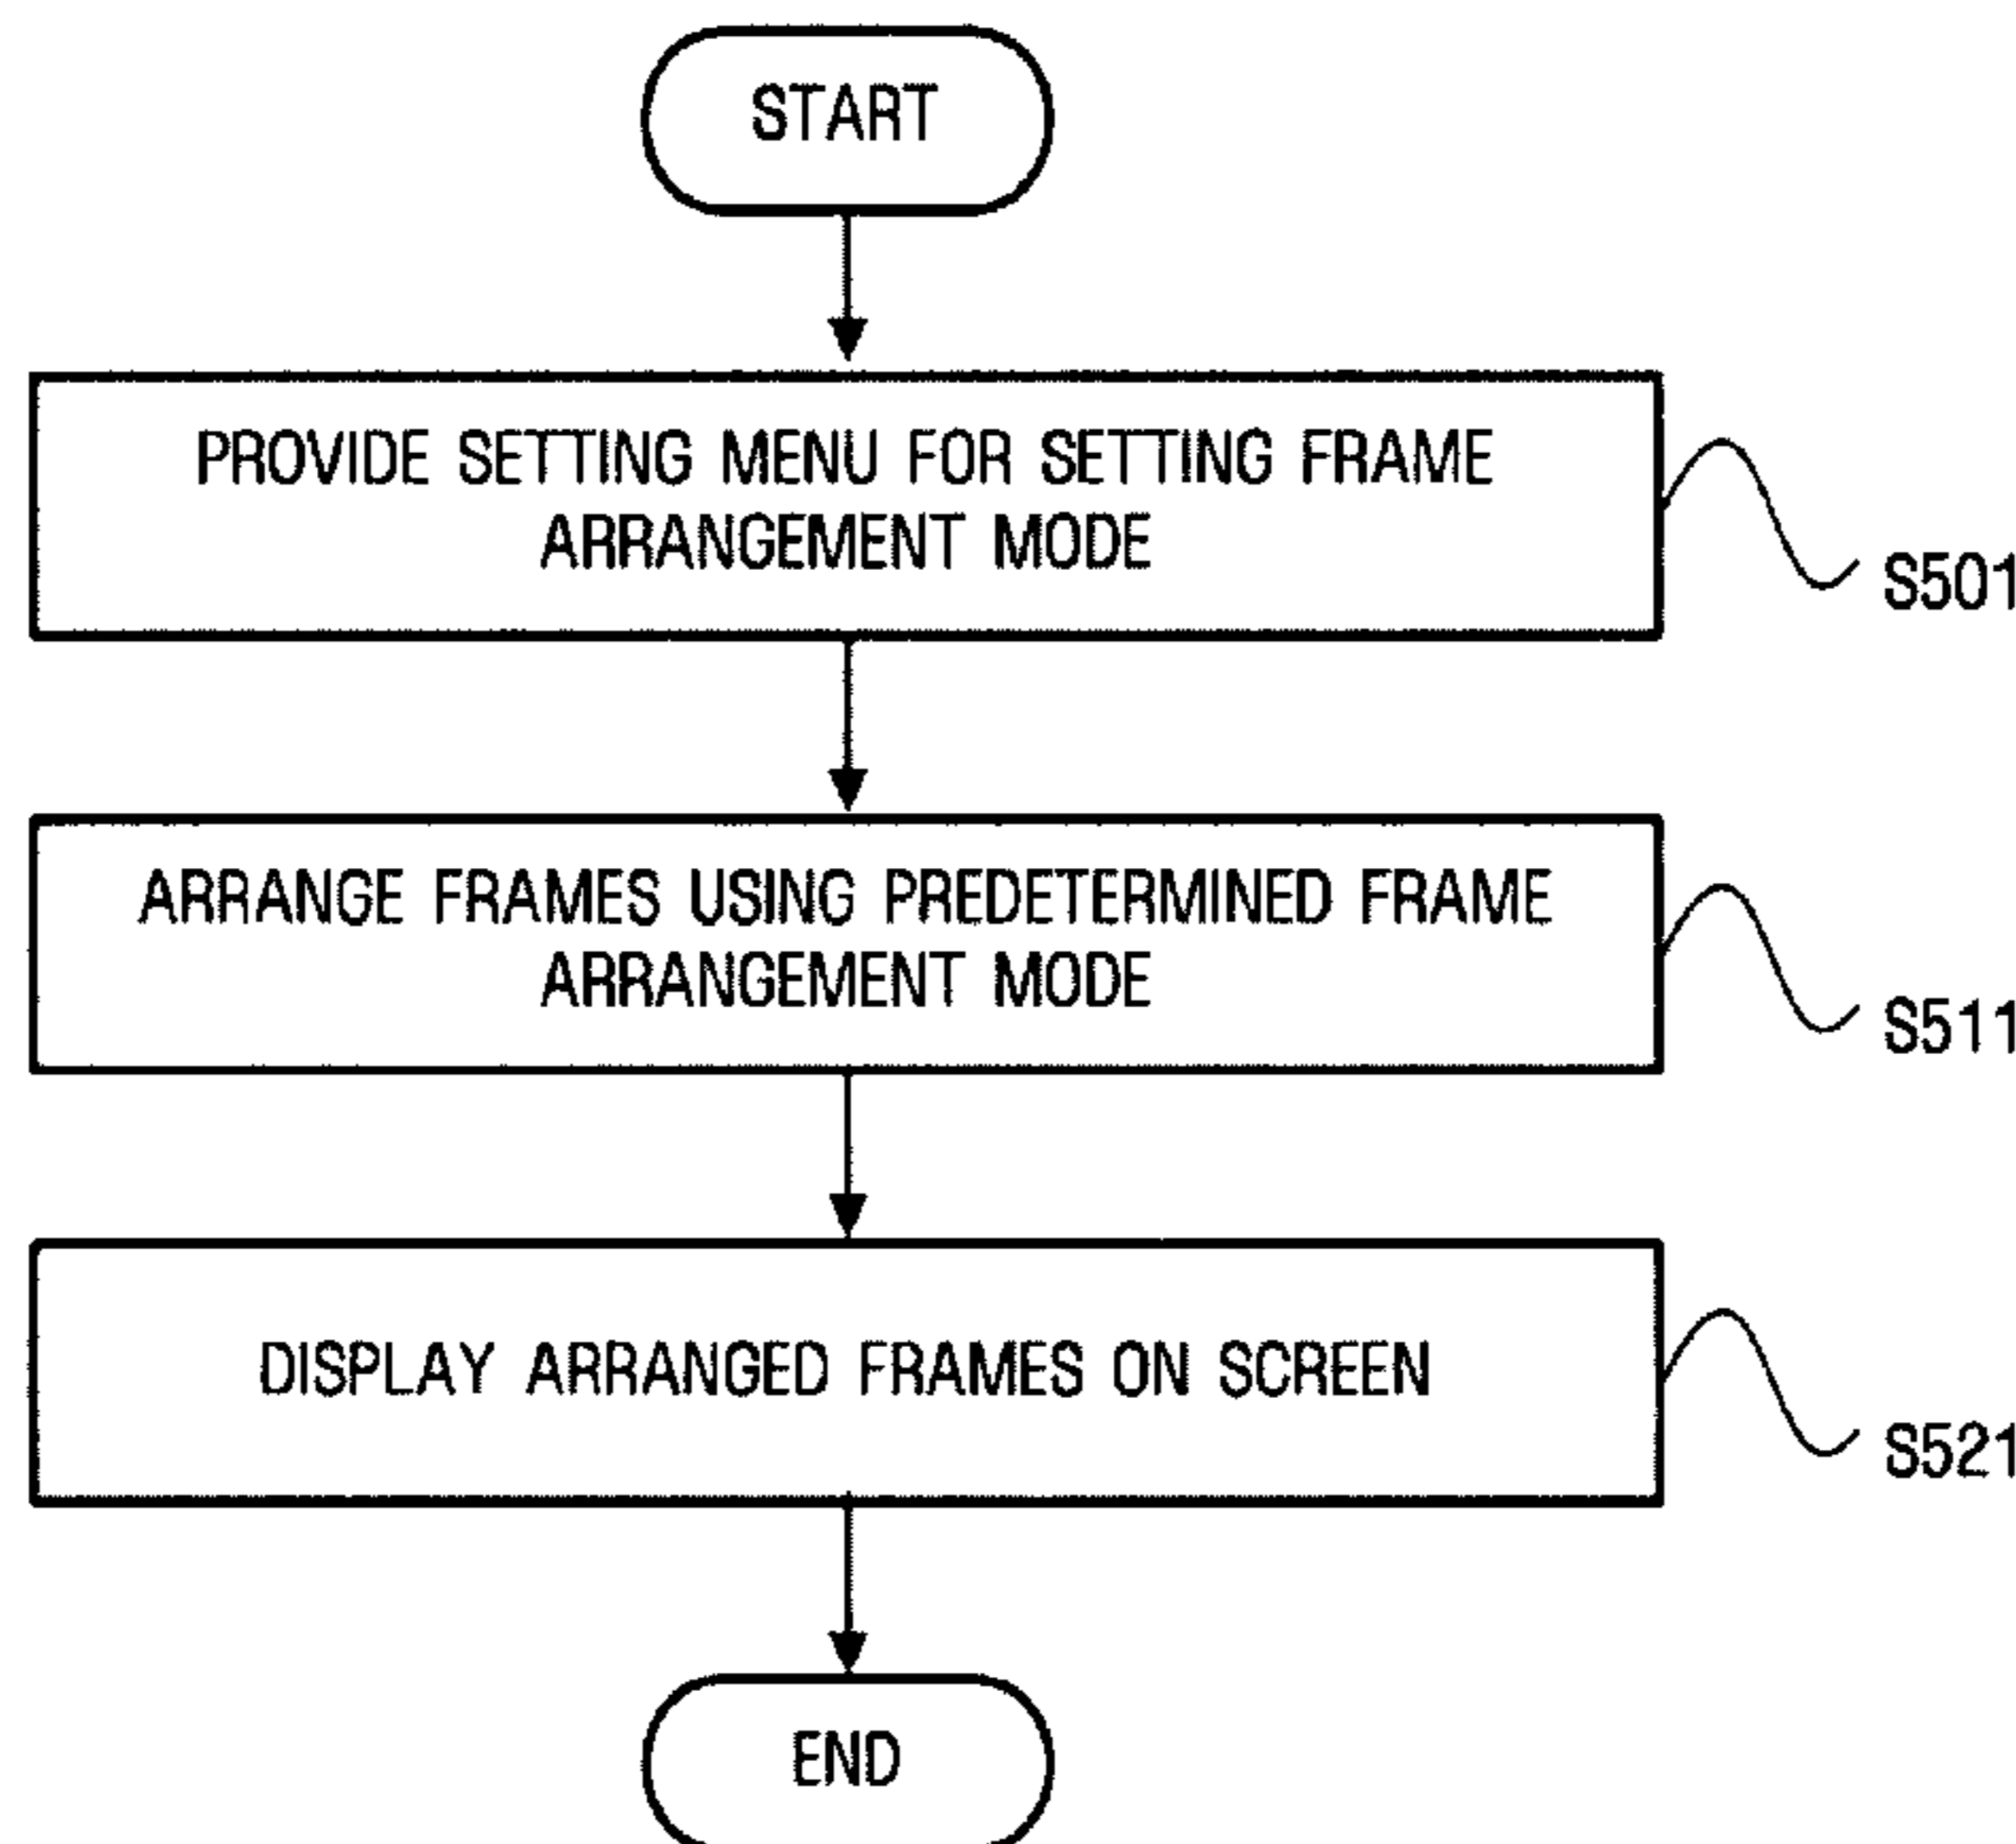 START
PROVIDE SETTING MENU FOR SETTING FRAME
ARRANGEMENT MODE
S501
ARRANGE FRAMES USING PREDETERMINED FRAME
ARRANGEMENT MODE
S511
DISPLAY ARRANGED FRAMES ON SCREEN
S521
END